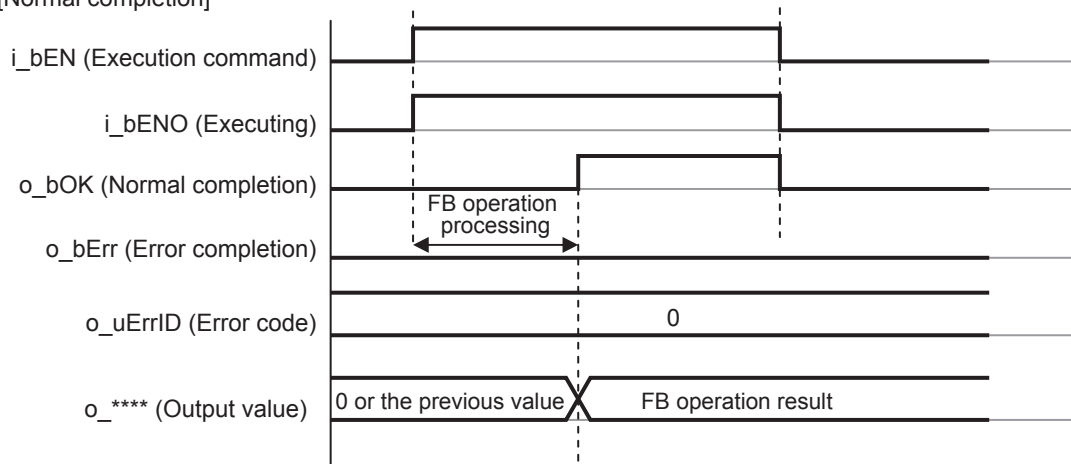 [Normal completion]
i_bEN (Execution command)
i_bENO (Executing)
o_bOK (Normal completion)
FB operation
processing
o_bErr (Error completion)
o_uErrID (Error code)
0
o_**** (Output value)
0 or the previous value
FB operation result